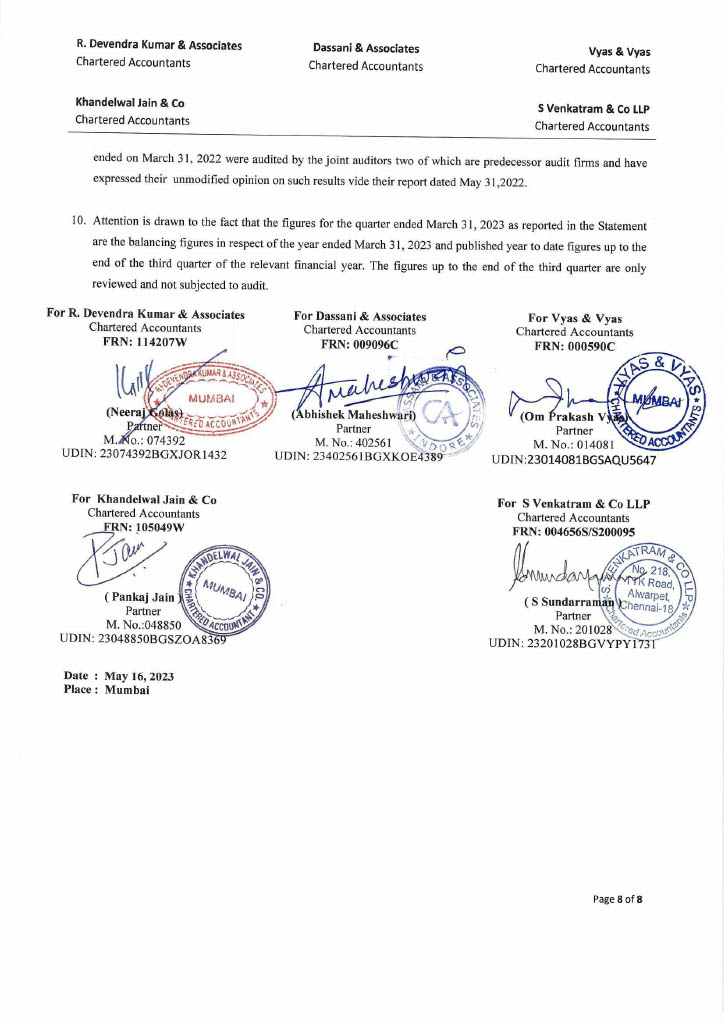 R. Devendra Kumar & Associates
Chartered Accountants
Dassani & Associates
Chartered Accountants
Vyas & Vyas
Chartered Accountants
Khandelwal Jain & Co
Chartered Accountants
S Venkatram & Co LLP
Chartered Accountants
ended on March 31, 2022 were audited by the joint auditors two of which are predecessor audit firms and have
expressed their unmodified opinion on such results vide their report dated May 31,2022.
10. Attention is drawn to the fact that the figures for the quarter ended March 31, 2023 as reported in the Statement
are the balancing figures in respect of the year ended March 31, 2023 and published year to date figures up to the
end of the third quarter of the relevant financial year. The figures up to the end of the third quarter are only
reviewed and not subjected to audit.
For R. Devendra Kumar & Associates
Chartered Accountants
FRN: 114207W
R. DEVENDRA KUMAR & ASSOCIATES
MUMBAI
CHARTERED ACCOUNTANTS
(Neeraj Golas)
Partner
M. No.: 074392
UDIN: 23074392BGXJOR1432
For Dassani & Associates
Chartered Accountants
FRN: 009096C
Amaheshwari
DASSANI & ASSOCIATES
CA
INDORE
(Abhishek Maheshwari)
Partner
M. No.: 402561
UDIN: 23402561BGXKOE4389
For Vyas & Vyas
Chartered Accountants
FRN: 000590C
VYAS & VYAS
MUMBAI
CHARTERED ACCOUNTANTS
(Om Prakash Vyas)
Partner
M. No.: 014081
UDIN:23014081BGSAQU5647
For Khandelwal Jain & Co
Chartered Accountants
FRN: 105049W
PJain
KHANDELWAL JAIN & CO.
MUMBAI
CHARTERED ACCOUNTANTS
( Pankaj Jain )
Partner
M. No.:048850
UDIN: 23048850BGSZOA8369
For S Venkatram & Co LLP
Chartered Accountants
FRN: 004656S/S200095
S. VENKATRAM & CO LLP
No. 218,
TTK Road,
Alwarpet,
Chennai-18
Chartered Accountants
( S Sundarraman )
Partner
M. No.: 201028
UDIN: 23201028BGVYPY1731
Date : May 16, 2023
Place : Mumbai
Page 8 of 8